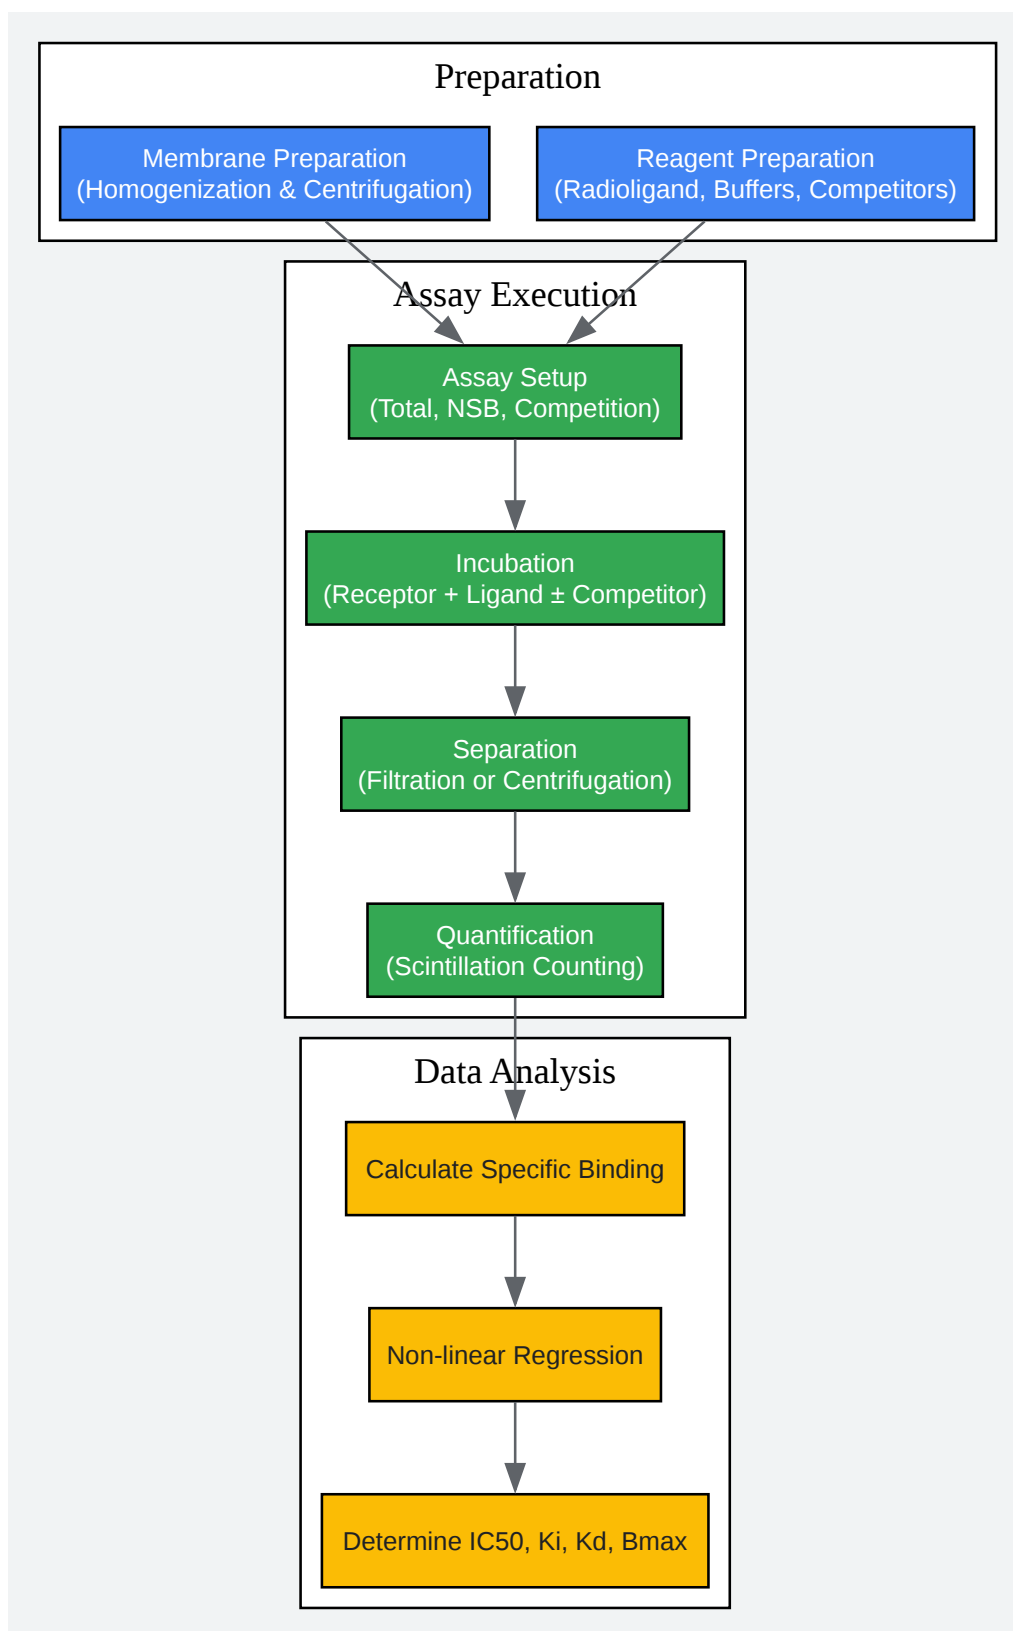 Preparation
Membrane Preparation
(Homogenization & Centrifugation)
Reagent Preparation
(Radioligand, Buffers, Competitors)
Assay Execution
Assay Setup
(Total, NSB, Competition)
Incubation
(Receptor + Ligand ± Competitor)
Separation
(Filtration or Centrifugation)
Quantification
(Scintillation Counting)
Data Analysis
Calculate Specific Binding
Non-linear Regression
Determine IC50, Ki, Kd, Bmax